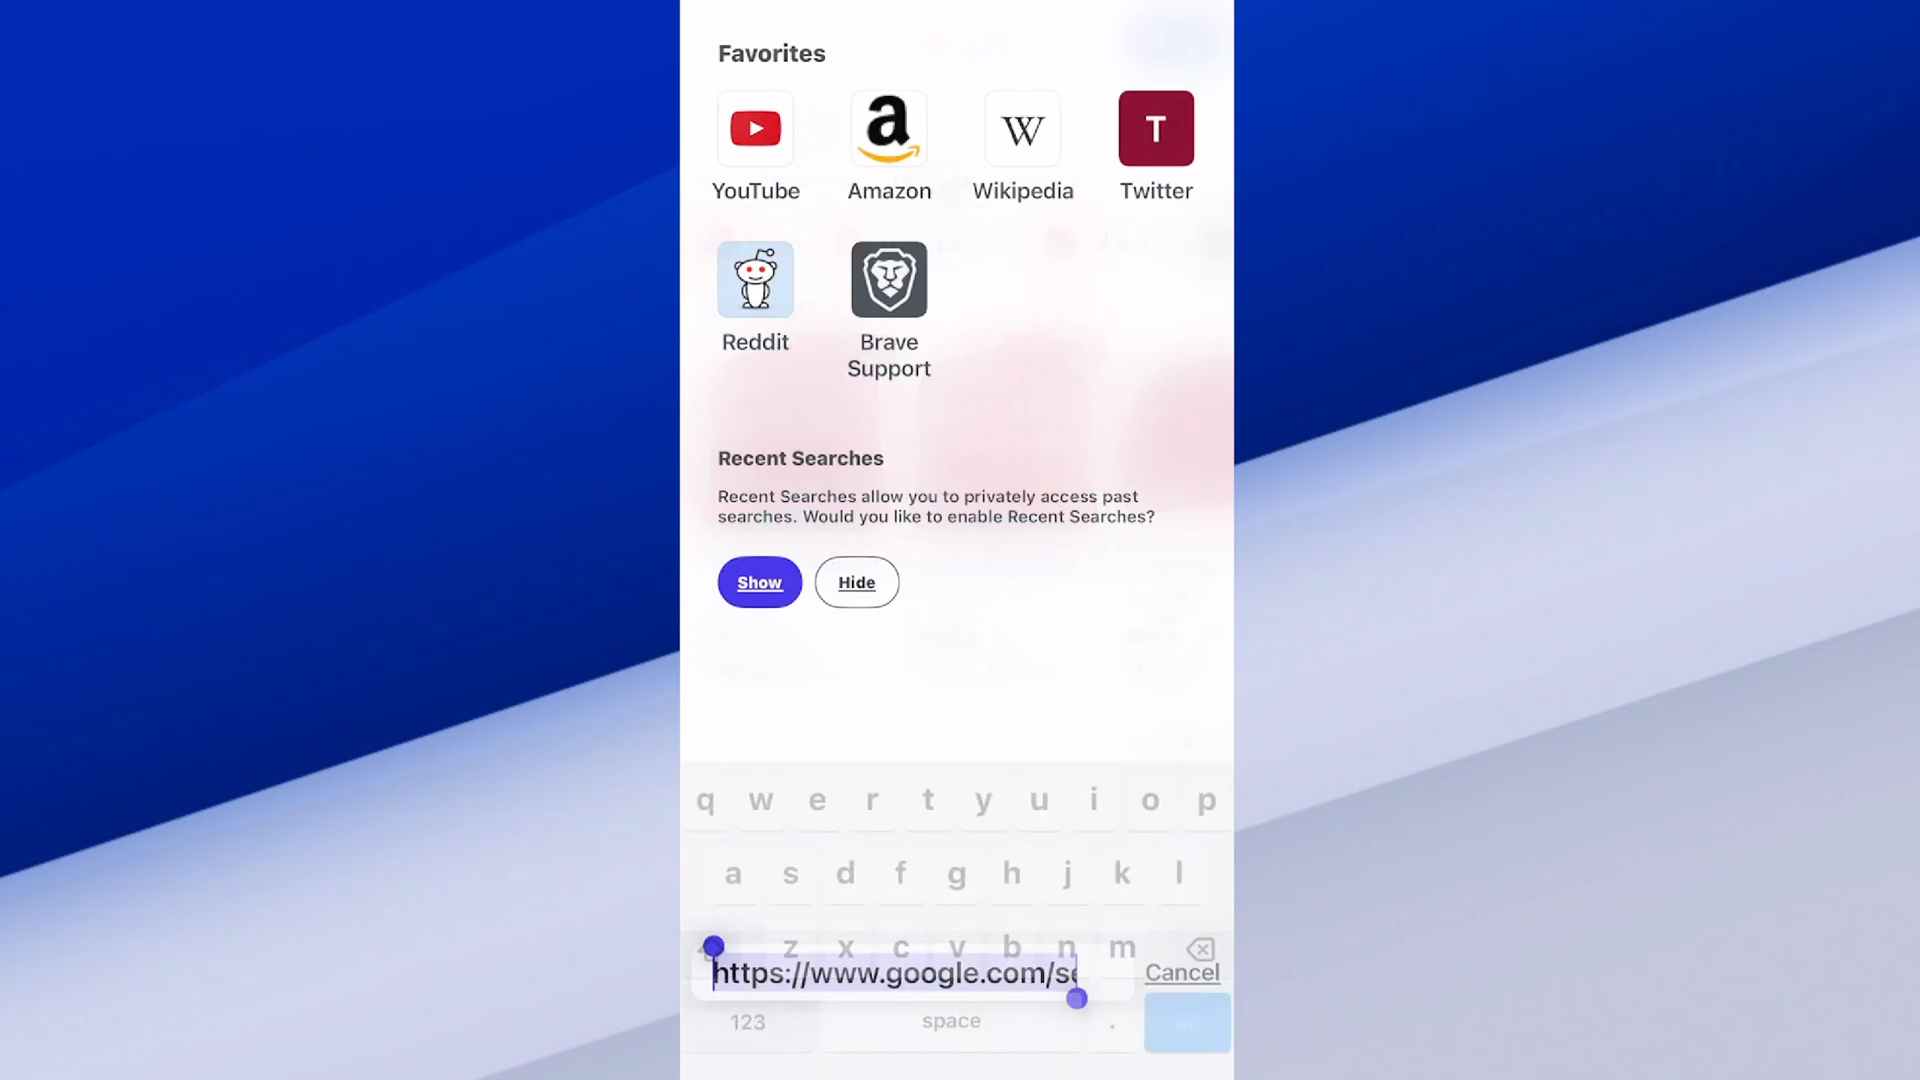 Favorites
a W T
YouTube Amazon Wikipedia Twitter
Reddit Brave
Support
Recent Searches
Recent Searches allow you to privately access past
searches. Would you like to enable Recent Searches?
Show Hide
q w e r t y u i o p
a s d f g h j k l
z x c v b n m
https://www.google.com/se Cancel
123 space .